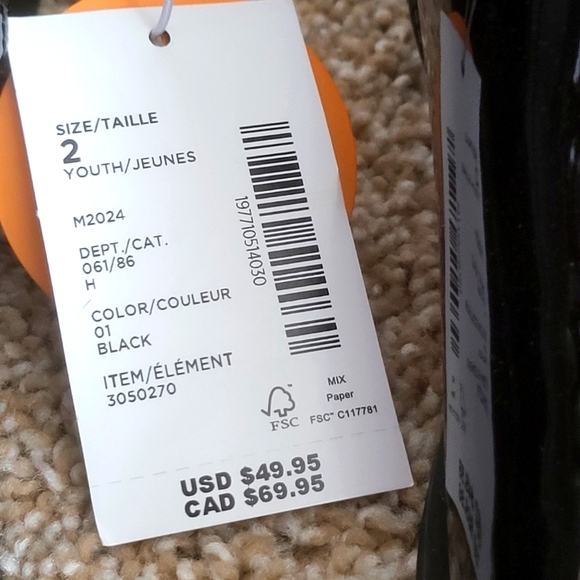 SIZE/TAILLE
2
YOUTH/JEUNES
M2024
DEPT./CAT.
061/86
H
COLOR/COULEUR
01
BLACK
ITEM/ÉLÉMENT
3050270
197710514030
FSC
MIX
Paper
FSC™ C117781
USD $49.95
CAD $69.95